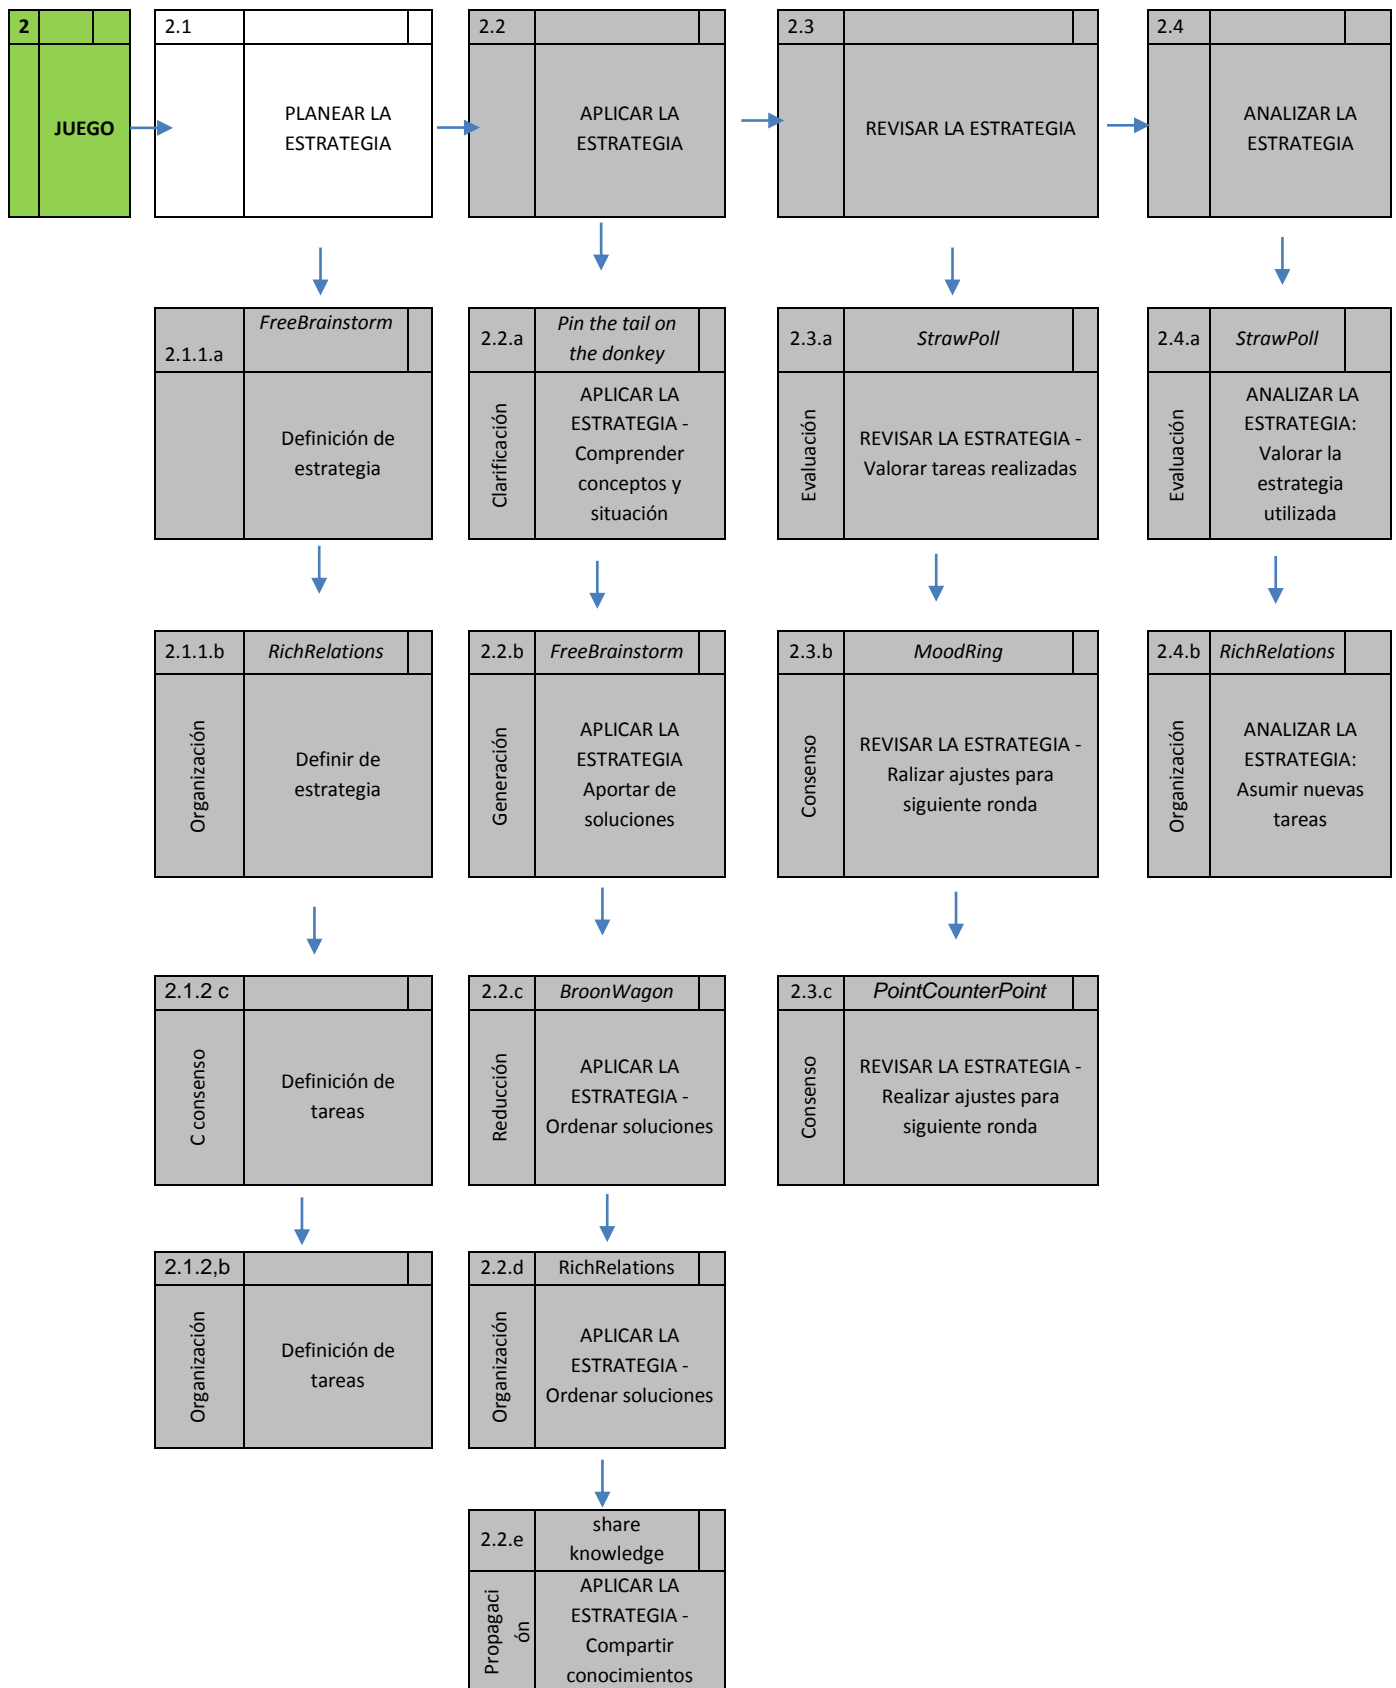 2
JUEGO
2.1
PLANEAR LA
ESTRATEGIA
2.2
APLICAR LA
ESTRATEGIA
2.3
REVISAR LA ESTRATEGIA
2.4
ANALIZAR LA
ESTRATEGIA
2.1.1.a
FreeBrainstorm
Definición de
estrategia
2.2.a
Pin the tail on
the donkey
Clarificación
APLICAR LA
ESTRATEGIA -
Comprender
conceptos y
situación
2.3.a
StrawPoll
Evaluación
REVISAR LA ESTRATEGIA -
Valorar tareas realizadas
2.4.a
StrawPoll
Evaluación
ANALIZAR LA
ESTRATEGIA:
Valorar la
estrategia
utilizada
2.1.1.b
RichRelations
Organización
Definir de
estrategia
2.2.b
FreeBrainstorm
Generación
APLICAR LA
ESTRATEGIA
Aportar de
soluciones
2.3.b
MoodRing
Consenso
REVISAR LA ESTRATEGIA -
Ralizar ajustes para
siguiente ronda
2.4.b
RichRelations
Organización
ANALIZAR LA
ESTRATEGIA:
Asumir nuevas
tareas
2.1.2 c
C consenso
Definición de
tareas
2.2.c
BroonWagon
Reducción
APLICAR LA
ESTRATEGIA -
Ordenar soluciones
2.3.c
PointCounterPoint
Consenso
REVISAR LA ESTRATEGIA -
Realizar ajustes para
siguiente ronda
2.1.2,b
Organización
Definición de
tareas
2.2.d
RichRelations
Organización
APLICAR LA
ESTRATEGIA -
Ordenar soluciones
2.2.e
share
knowledge
Propagaci
ón
APLICAR LA
ESTRATEGIA -
Compartir
conocimientos